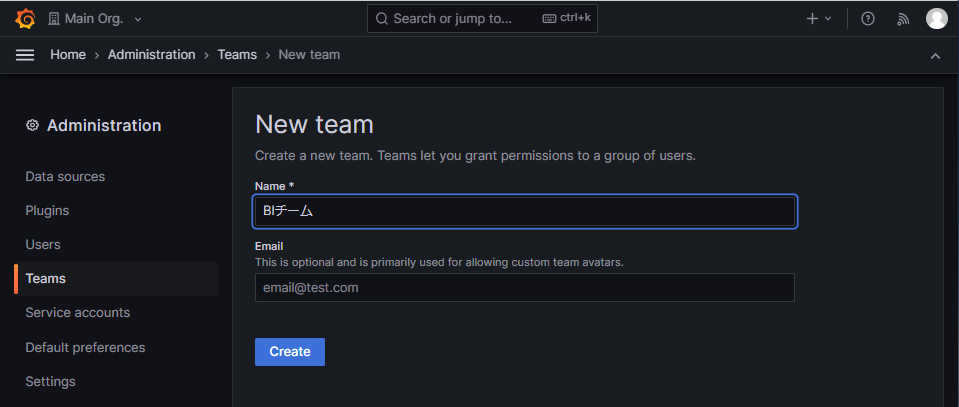 Main Org.
Search or jump to...
ctrl+k
Home › Administration › Teams › New team
Administration
Data sources
Plugins
Users
Teams
Service accounts
Default preferences
Settings
New team
Create a new team. Teams let you grant permissions to a group of users.
Name *
BIチーム
Email
This is optional and is primarily used for allowing custom team avatars.
email@test.com
Create